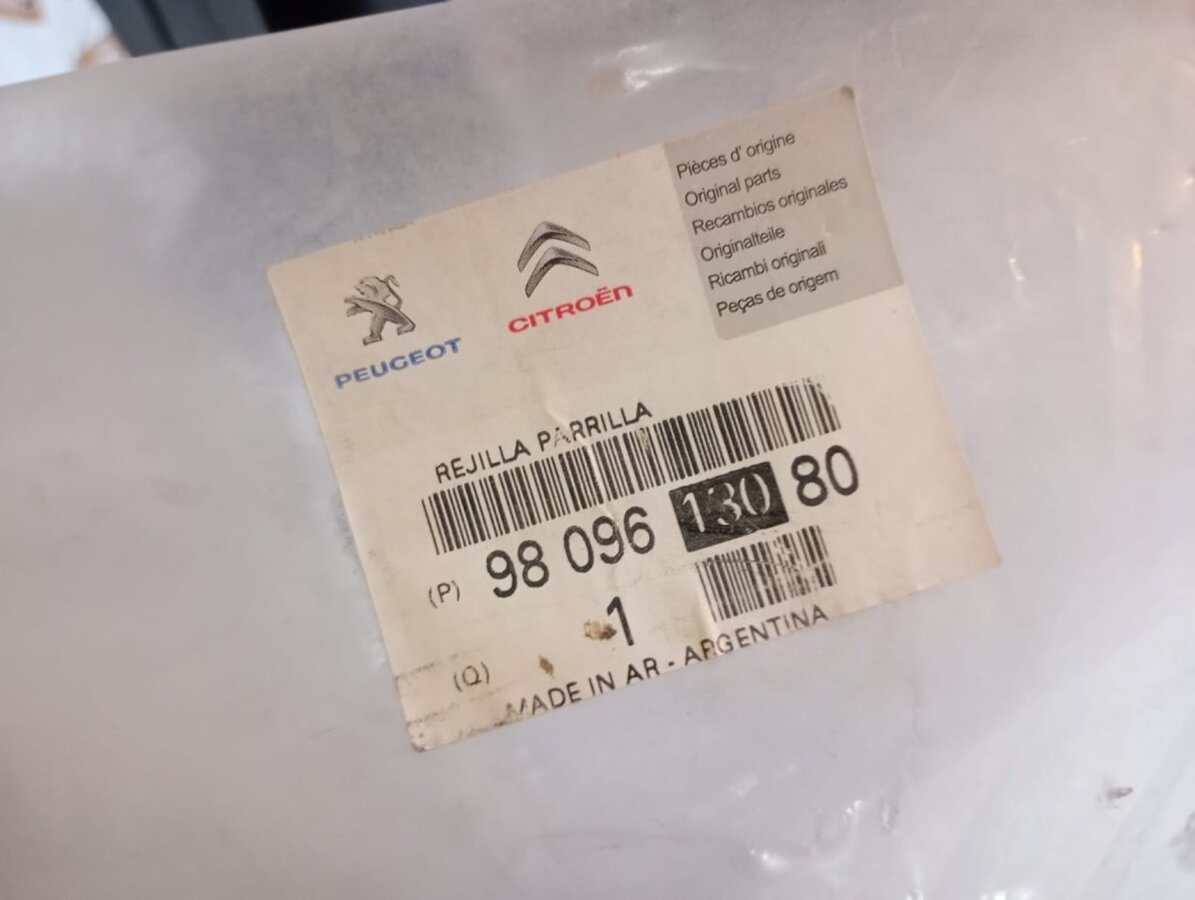 Pièces d' origine
Original parts
Recambios originales
Originalteile
Ricambi originali
Peças de origem
PEUGEOT
CITROËN
REJILLA PARRILLA
(P) 98 096 130 80
(Q) 1
MADE IN AR - ARGENTINA